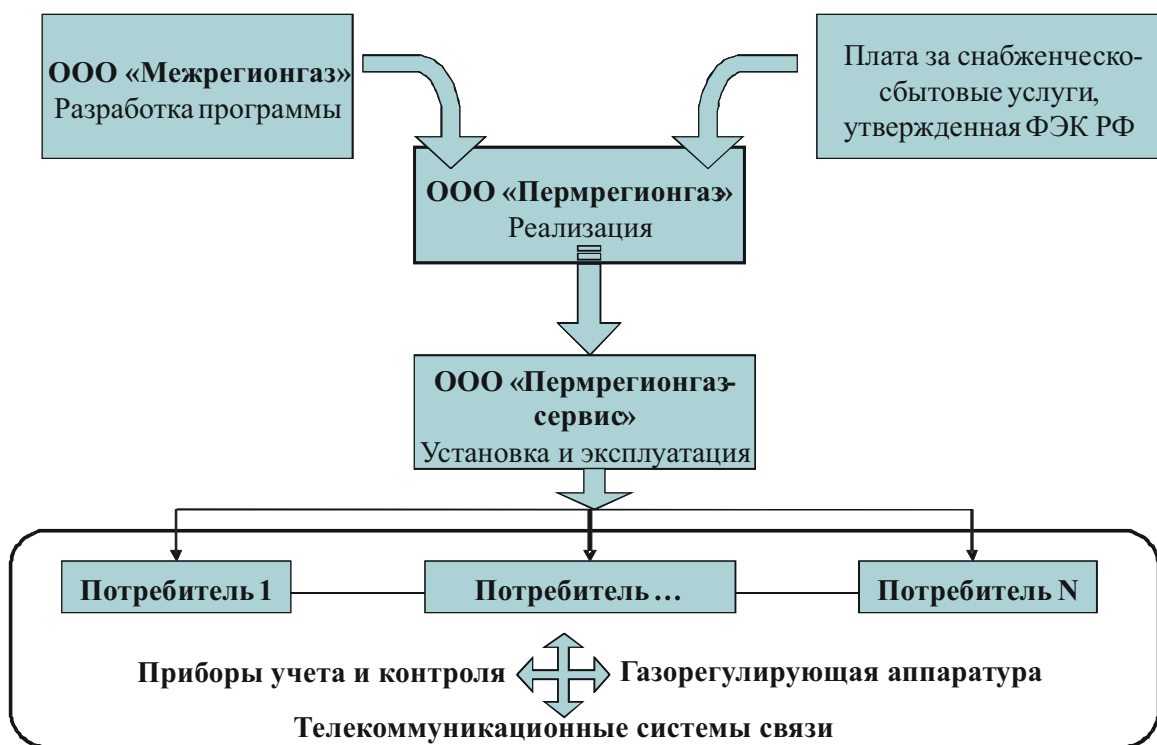 ООО «Межрегионгаз»
Разработка программы
Плата за снабженческо-
сбытовые услуги,
утвержденная ФЭК РФ
ООО «Пермрегионгаз»
Реализация
ООО «Пермрегионгаз-
сервис»
Установка и эксплуатация
Потребитель 1
Потребитель ...
Потребитель N
Приборы учета и контроля
Газорегулирующая аппаратура
Телекоммуникационные системы связи